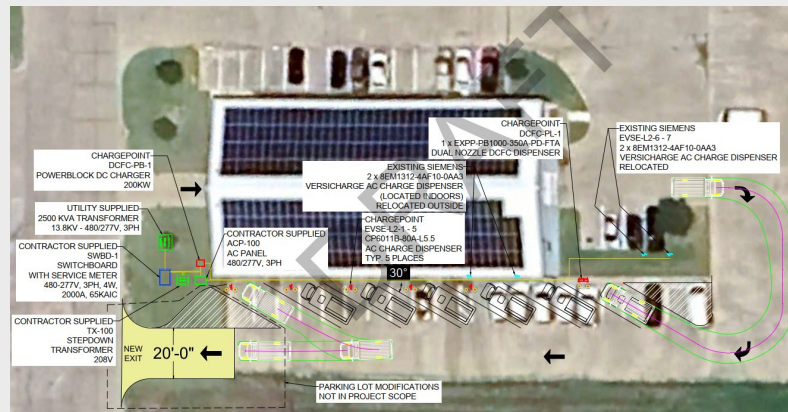 DRAFT
CHARGEPOINT
DCFC-PB-1
POWERBLOCK DC CHARGER
200KW
UTILITY SUPPLIED
2500 KVA TRANSFORMER
13.8KV - 480/277V, 3PH
CONTRACTOR SUPPLIED
SWBD-1
SWITCHBOARD
WITH SERVICE METER
480-277V, 3PH, 4W,
2000A, 65KAIC
CONTRACTOR SUPPLIED
TX-100
STEPDOWN
TRANSFORMER
208V
CONTRACTOR SUPPLIED
ACP-100
AC PANEL
480/277V, 3PH
EXISTING SIEMENS
2 x 8EM1312-4AF10-0AA3
VERSICHARGE AC CHARGE DISPENSER
(LOCATED INDOORS)
RELOCATED OUTSIDE
CHARGEPOINT
EVSE-L2-1 - 5
CP6011B-80A-L5.5
AC CHARGE DISPENSER
TYP. 5 PLACES
CHARGEPOINT
DCFC-PL-1
1 x EXPP-PB1000-350A-PD-FTA
DUAL NOZZLE DCFC DISPENSER
EXISTING SIEMENS
EVSE-L2-6 - 7
2 x 8EM1312-4AF10-0AA3
VERSICHARGE AC CHARGE DISPENSER
RELOCATED
30°
NEW
EXIT
20'-0"
PARKING LOT MODIFICATIONS
NOT IN PROJECT SCOPE